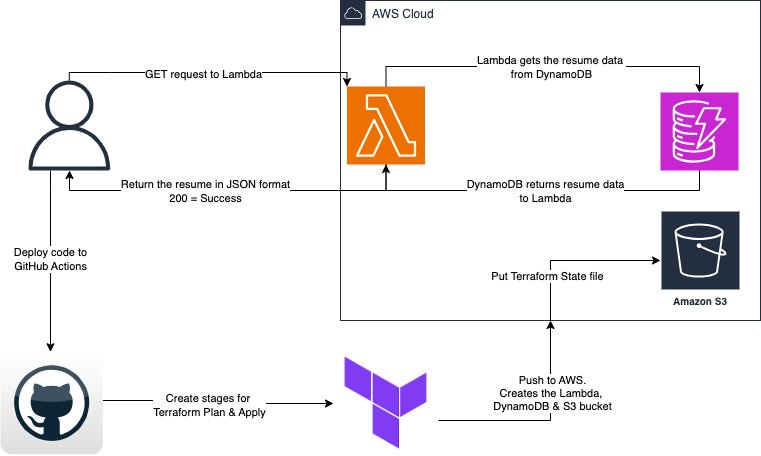 AWS Cloud
GET request to Lambda
Lambda gets the resume data
from DynamoDB
Return the resume in JSON format
200 = Success
DynamoDB returns resume data
to Lambda
Deploy code to
GitHub Actions
Put Terraform State file
Amazon S3
Create stages for
Terraform Plan & Apply
Push to AWS.
Creates the Lambda,
DynamoDB & S3 bucket